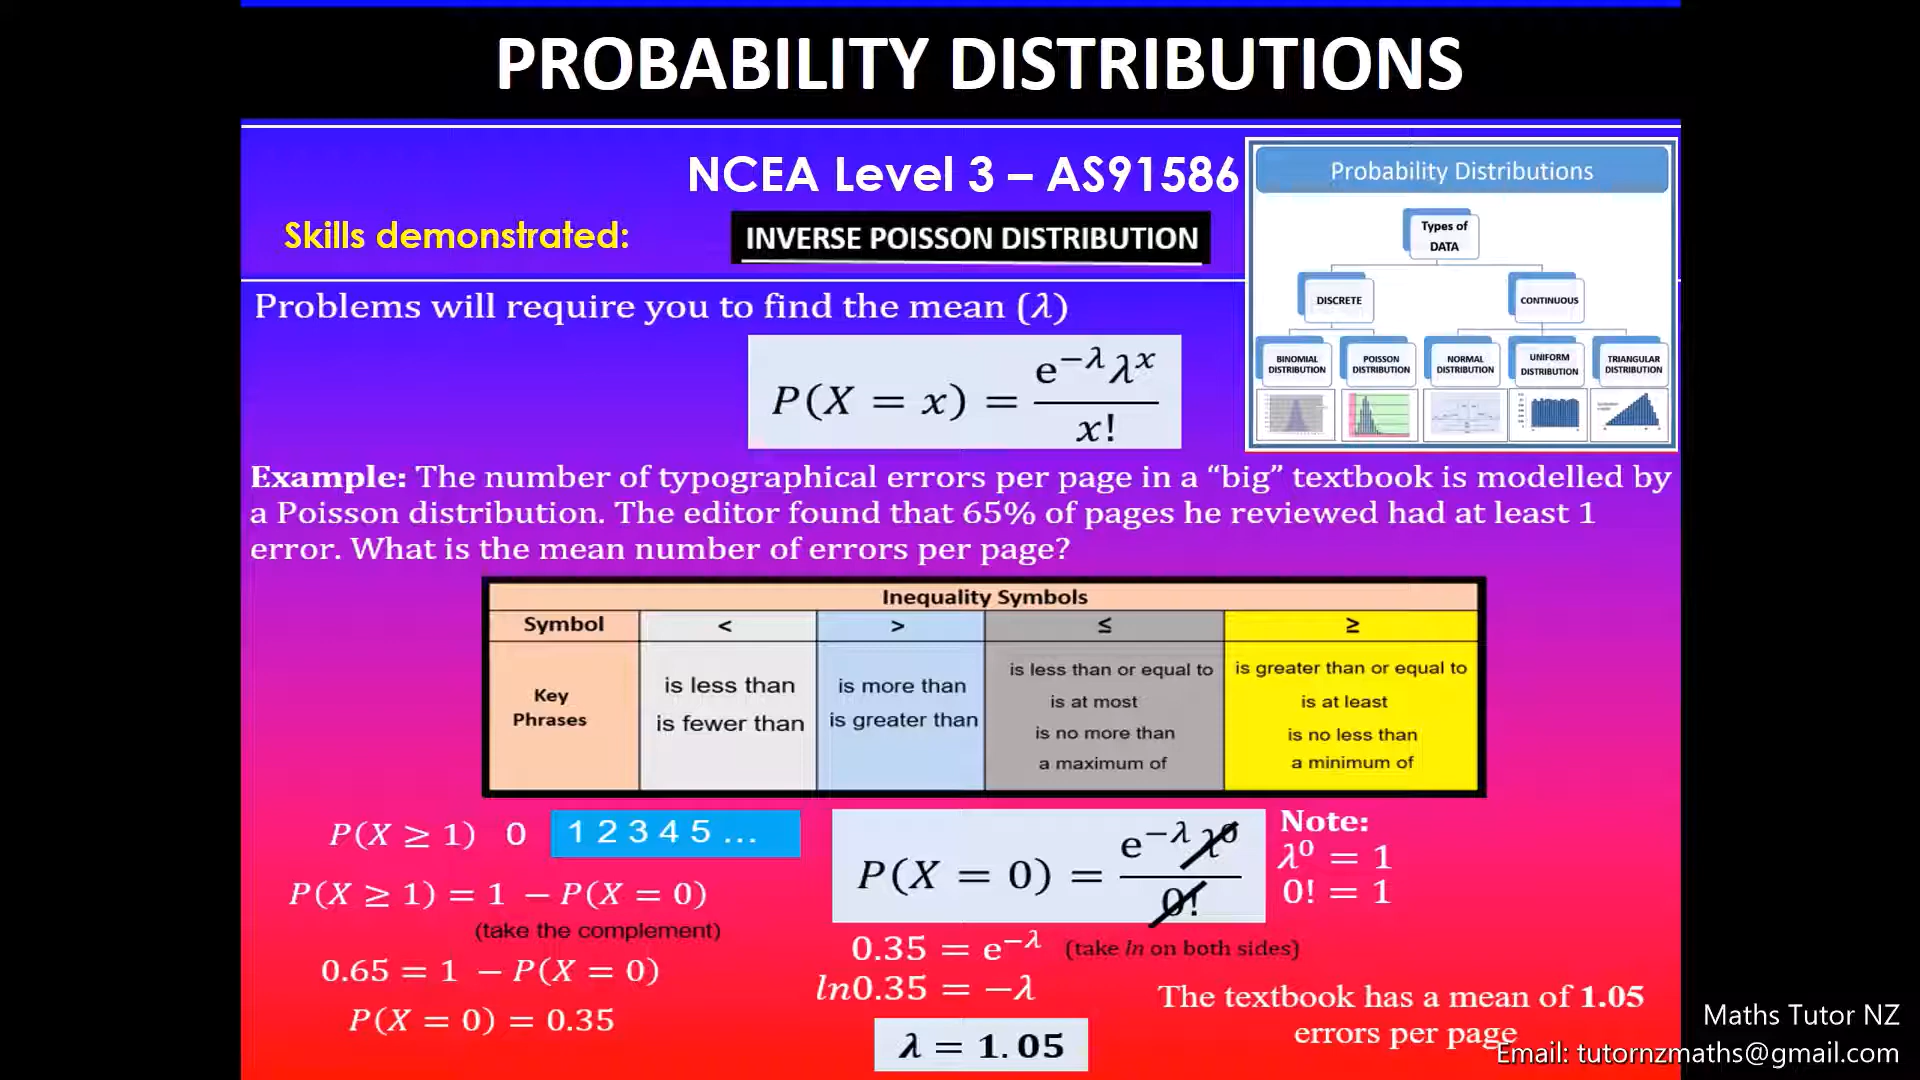 PROBABILITY DISTRIBUTIONS
NCEA Level 3 – AS91586
Skills demonstrated:
INVERSE POISSON DISTRIBUTION
Probability Distributions
Types of
DATA
DISCRETE
CONTINUOUS
BINOMIAL
DISTRIBUTION
POISSON
DISTRIBUTION
NORMAL
DISTRIBUTION
UNIFORM
DISTRIBUTION
TRIANGULAR
DISTRIBUTION
Problems will require you to find the mean (λ)
P(X = x) = e^{−λ} λ^x / x!
Example: The number of typographical errors per page in a “big” textbook is modelled by
a Poisson distribution. The editor found that 65% of pages he reviewed had at least 1
error. What is the mean number of errors per page?
Inequality Symbols
Symbol < > ≤ ≥
Key
Phrases
is less than
is fewer than
is more than
is greater than
is less than or equal to
is at most
is no more than
a maximum of
is greater than or equal to
is at least
is no less than
a minimum of
P(X ≥ 1) 0 1 2 3 4 5 ...
P(X ≥ 1) = 1 − P(X = 0)
(take the complement)
0.65 = 1 − P(X = 0)
P(X = 0) = 0.35
P(X = 0) = e^{−λ} λ^0 / 0!
Note:
λ^0 = 1
0! = 1
0.35 = e^{−λ} (take ln on both sides)
ln0.35 = −λ
λ = 1.05
The textbook has a mean of 1.05
errors per page
Maths Tutor NZ
Email: tutornzmaths@gmail.com